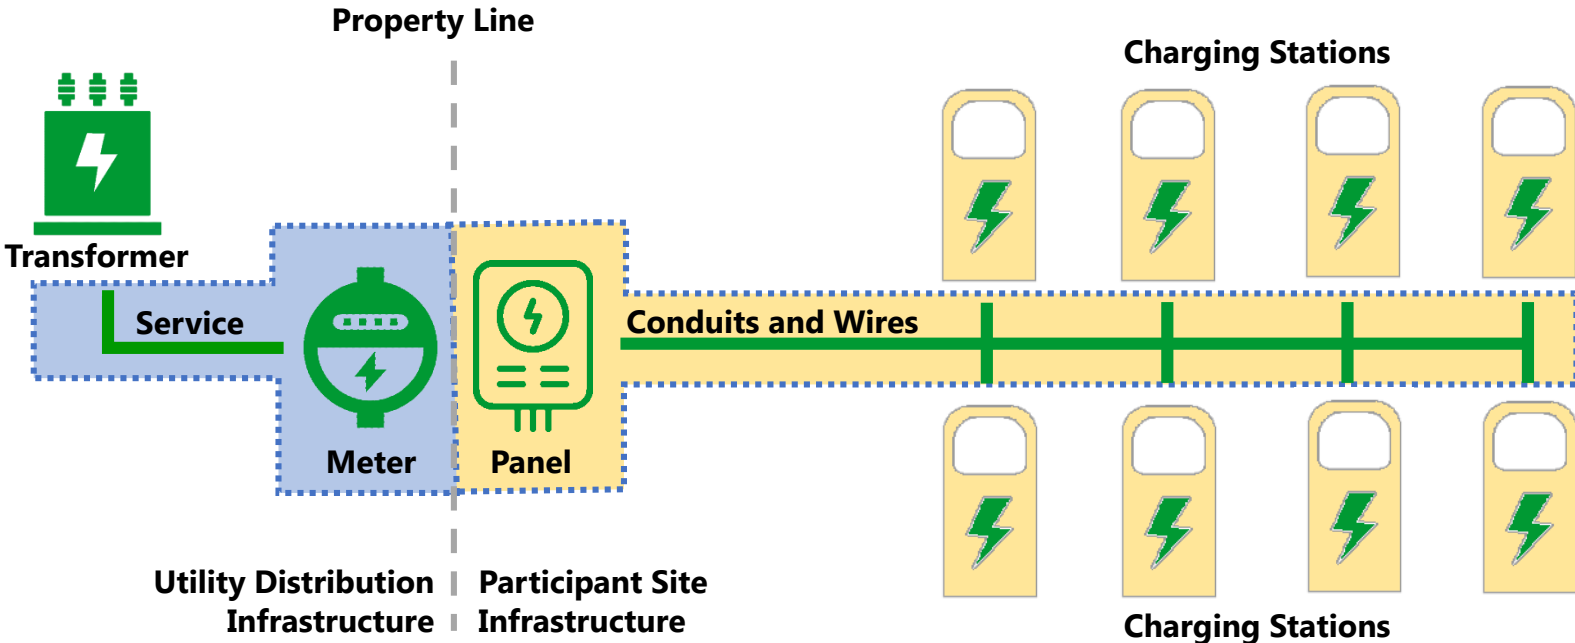 Property Line
Charging Stations
Transformer
Service
Conduits and Wires
Meter
Panel
Utility Distribution
Infrastructure
Participant Site
Infrastructure
Charging Stations